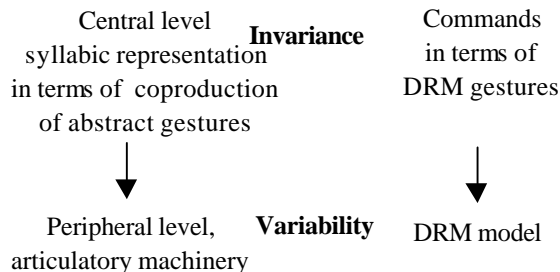 Central level
syllabic representation
in terms of coproduction
of abstract gestures
Invariance
Commands
in terms of
DRM gestures
Peripheral level,
articulatory machinery
Variability
DRM model